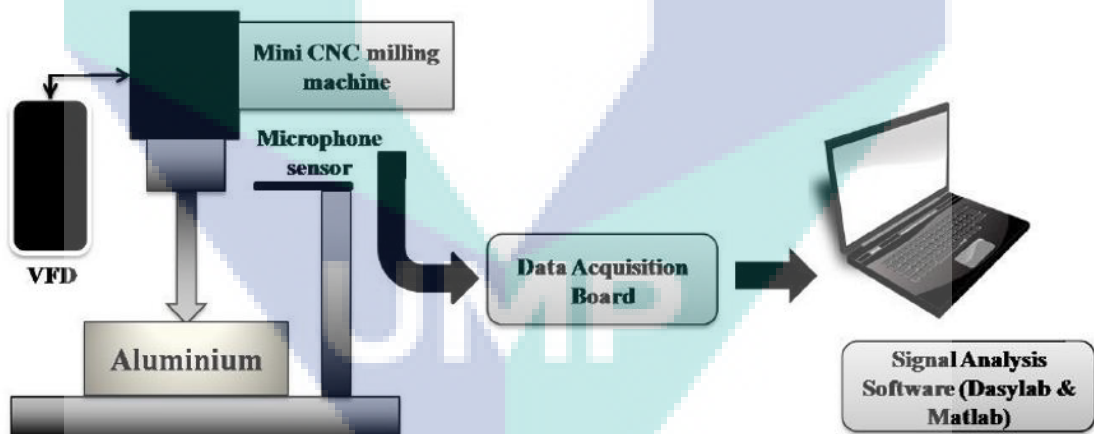 Mini CNC milling
machine
Microphone
sensor
VFD
Data Acquisition
Board
Aluminium
UMP
Signal Analysis
Software (Dasylab &
Matlab)